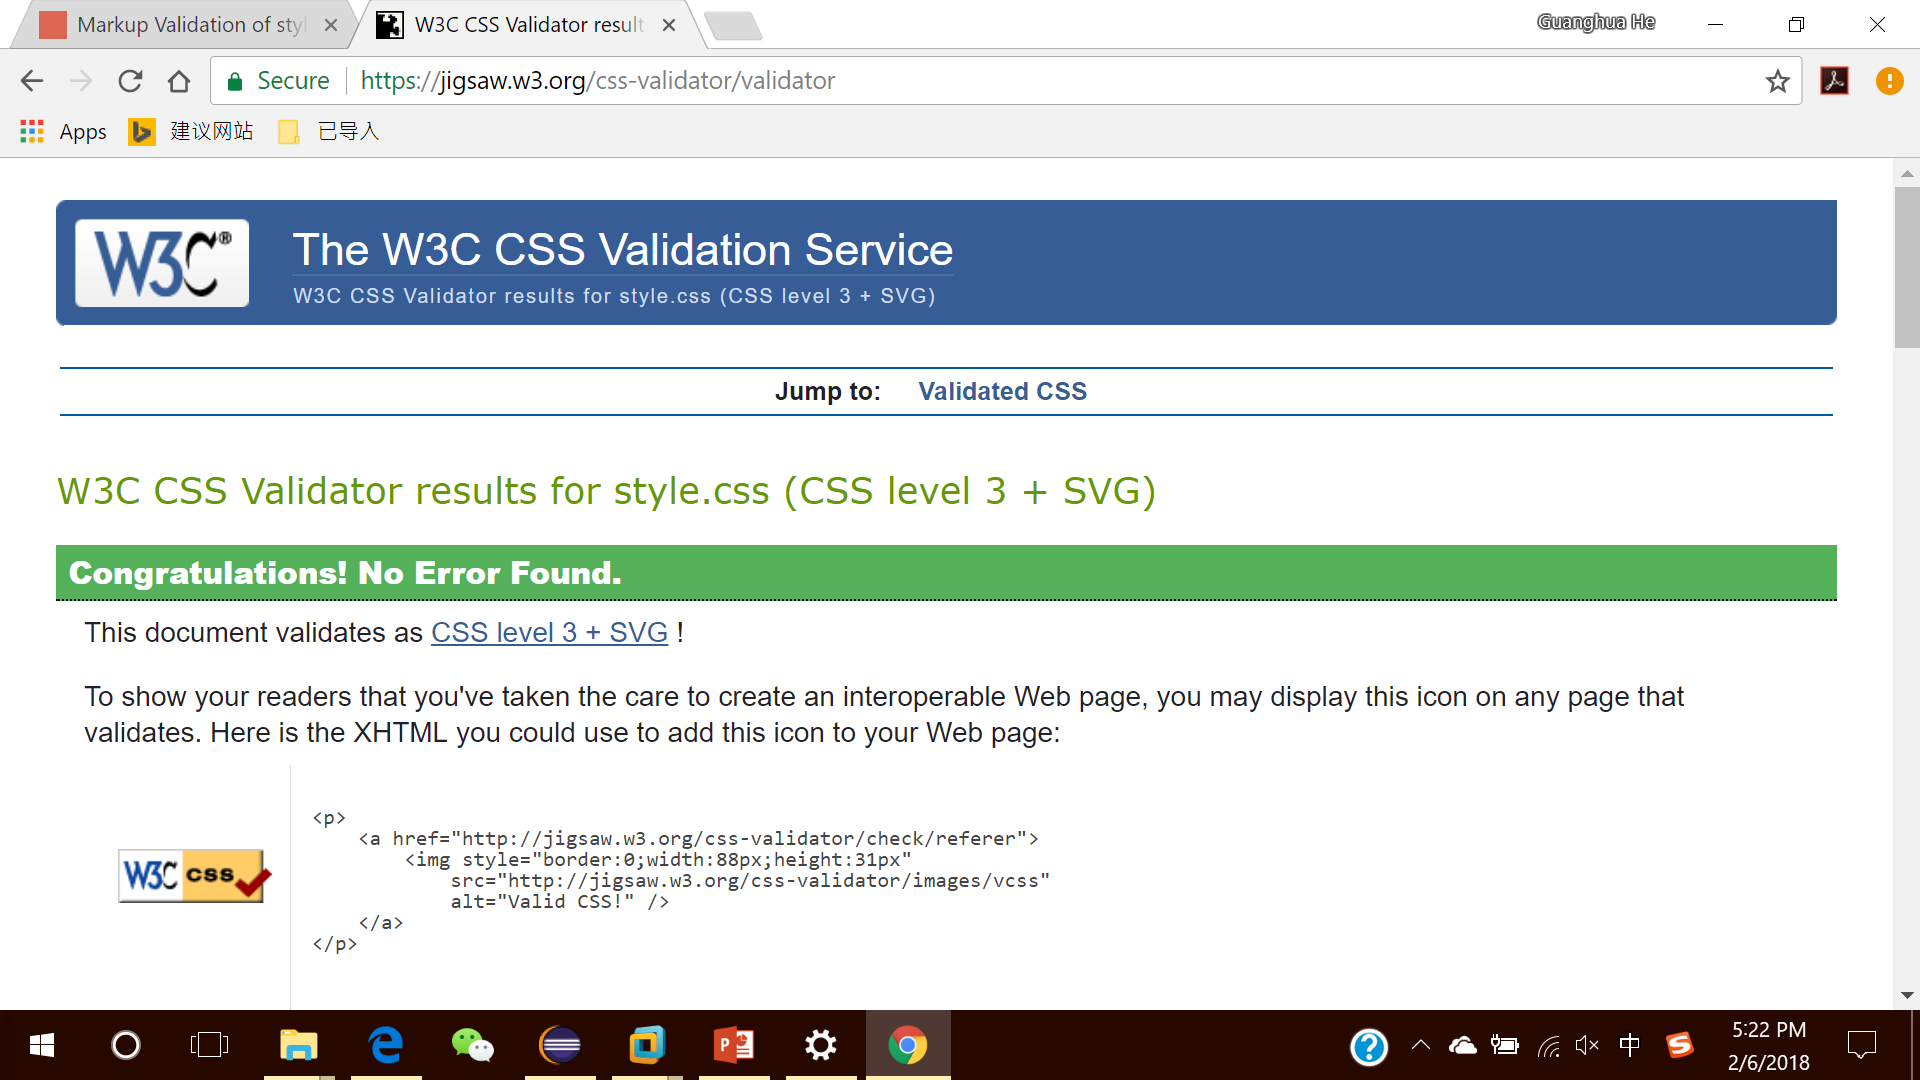 Markup Validation of sty
W3C CSS Validator result
Guanghua He
Secure
https://jigsaw.w3.org/css-validator/validator
Apps
建议网站
已导入
W3C®
The W3C CSS Validation Service
W3C CSS Validator results for style.css (CSS level 3 + SVG)
Jump to: Validated CSS
W3C CSS Validator results for style.css (CSS level 3 + SVG)
Congratulations! No Error Found.
This document validates as CSS level 3 + SVG !
To show your readers that you've taken the care to create an interoperable Web page, you may display this icon on any page that
validates. Here is the XHTML you could use to add this icon to your Web page:
W3C css
<p>
<a href="http://jigsaw.w3.org/css-validator/check/referer">
<img style="border:0;width:88px;height:31px"
src="http://jigsaw.w3.org/css-validator/images/vcss"
alt="Valid CSS!" />
</a>
</p>
中
5:22 PM
2/6/2018